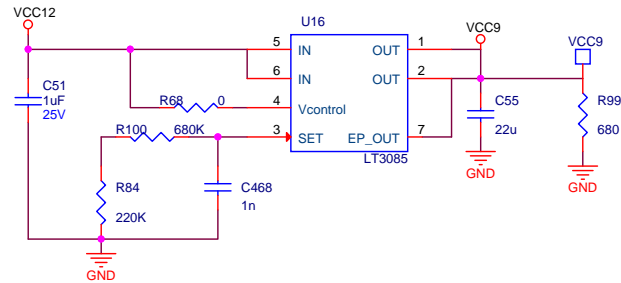 VCC12
U16
VCC9
VCC9
5 IN OUT 1
6 IN OUT 2
C51
1uF
25V
R68 0
4 Vcontrol
C55
22u
R99
680
R100 680K
3 SET EP_OUT 7
LT3085
GND
GND
R84
220K
C468
1n
GND